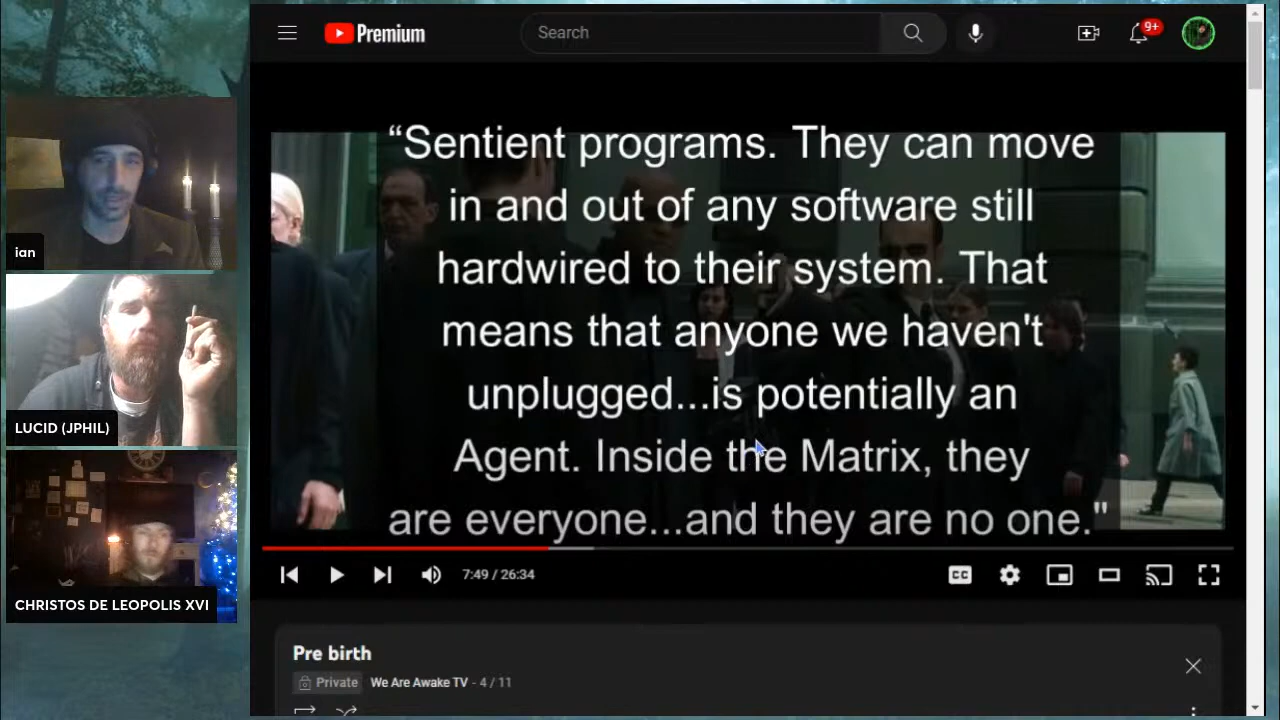 Premium
Search
9+
“Sentient programs. They can move
in and out of any software still
hardwired to their system. That
means that anyone we haven't
unplugged...is potentially an
Agent. Inside the Matrix, they
are everyone...and they are no one."
ian
LUCID (JPHIL)
CHRISTOS DE LEOPOLIS XVI
7:49 / 26:34
CC
Pre birth
Private We Are Awake TV - 4 / 11